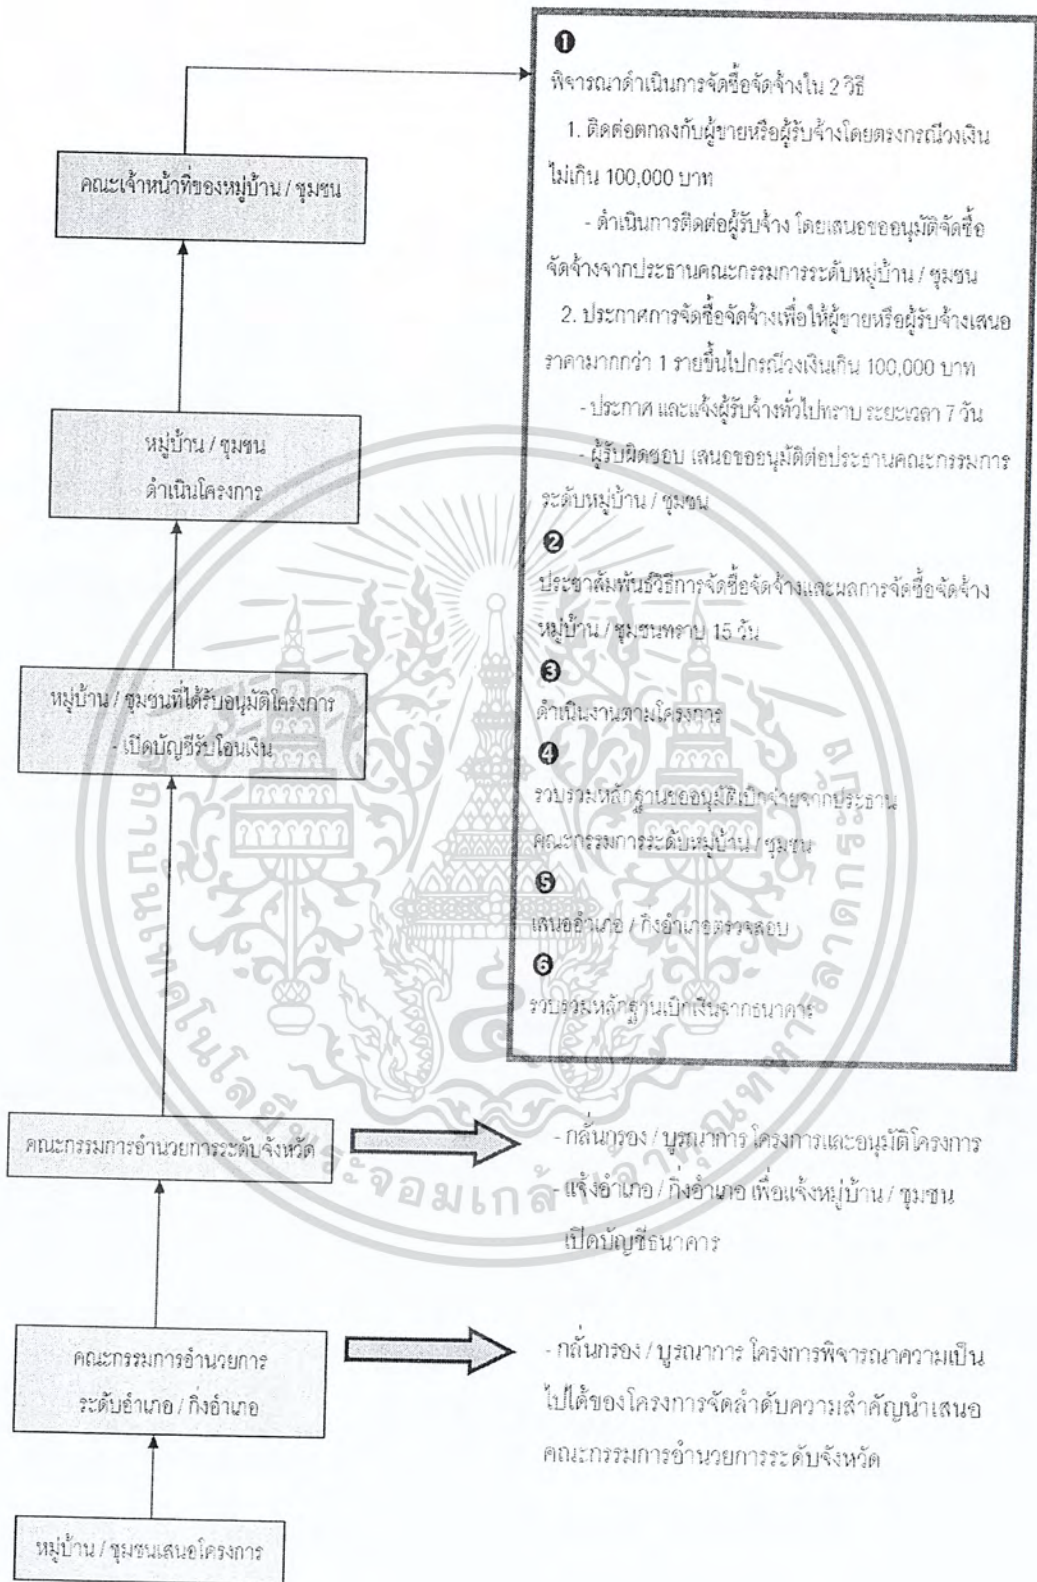 ❶
พิจารณาดำเนินการจัดซื้อจัดจ้างใน 2 วิธี
1. ติดต่อตกลงกับผู้ขายหรือผู้รับจ้างโดยตรงกรณีวงเงิน
ไม่เกิน 100,000 บาท
- ดำเนินการติดต่อผู้รับจ้าง โดยเสนอขออนุมัติจัดซื้อ
จัดจ้างจากประธานคณะกรรมการระดับหมู่บ้าน / ชุมชน
2. ประกาศการจัดซื้อจัดจ้างเพื่อให้ผู้ขายหรือผู้รับจ้างเสนอ
ราคามากกว่า 1 รายขึ้นไปกรณีวงเงินเกิน 100,000 บาท
- ประกาศ และแจ้งผู้รับจ้างทั่วไปทราบ ระยะเวลา 7 วัน
- ผู้รับผิดชอบ เสนอขออนุมัติต่อประธานคณะกรรมการ
ระดับหมู่บ้าน / ชุมชน
❷
ประชาสัมพันธ์วิธีการจัดซื้อจัดจ้างและผลการจัดซื้อจัดจ้าง
หมู่บ้าน / ชุมชนทราบ 15 วัน
❸
ดำเนินงานตามโครงการ
❹
รวบรวมหลักฐานขออนุมัติเบิกจ่ายจากประธาน
คณะกรรมการระดับหมู่บ้าน / ชุมชน
❺
เสนออำเภอ / กิ่งอำเภอตรวจสอบ
❻
รวบรวมหลักฐานเบิกเงินจากธนาคาร
คณะเจ้าหน้าที่ของหมู่บ้าน / ชุมชน
หมู่บ้าน / ชุมชน
ดำเนินโครงการ
หมู่บ้าน / ชุมชนที่ได้รับอนุมัติโครงการ
- เปิดบัญชีรับโอนเงิน
คณะกรรมการอำนวยการระดับจังหวัด
- กลั่นกรอง / บูรณาการ โครงการและอนุมัติโครงการ
- แจ้งอำเภอ / กิ่งอำเภอ เพื่อแจ้งหมู่บ้าน / ชุมชน
เปิดบัญชีธนาคาร
คณะกรรมการอำนวยการ
ระดับอำเภอ / กิ่งอำเภอ
- กลั่นกรอง / บูรณาการ โครงการพิจารณาความเป็น
ไปได้ของโครงการจัดลำดับความสำคัญนำเสนอ
คณะกรรมการอำนวยการระดับจังหวัด
หมู่บ้าน / ชุมชนเสนอโครงการ
สถาบันเทคโนโลยีพระจอมเกล้าเจ้าคุณทหารลาดกระบัง